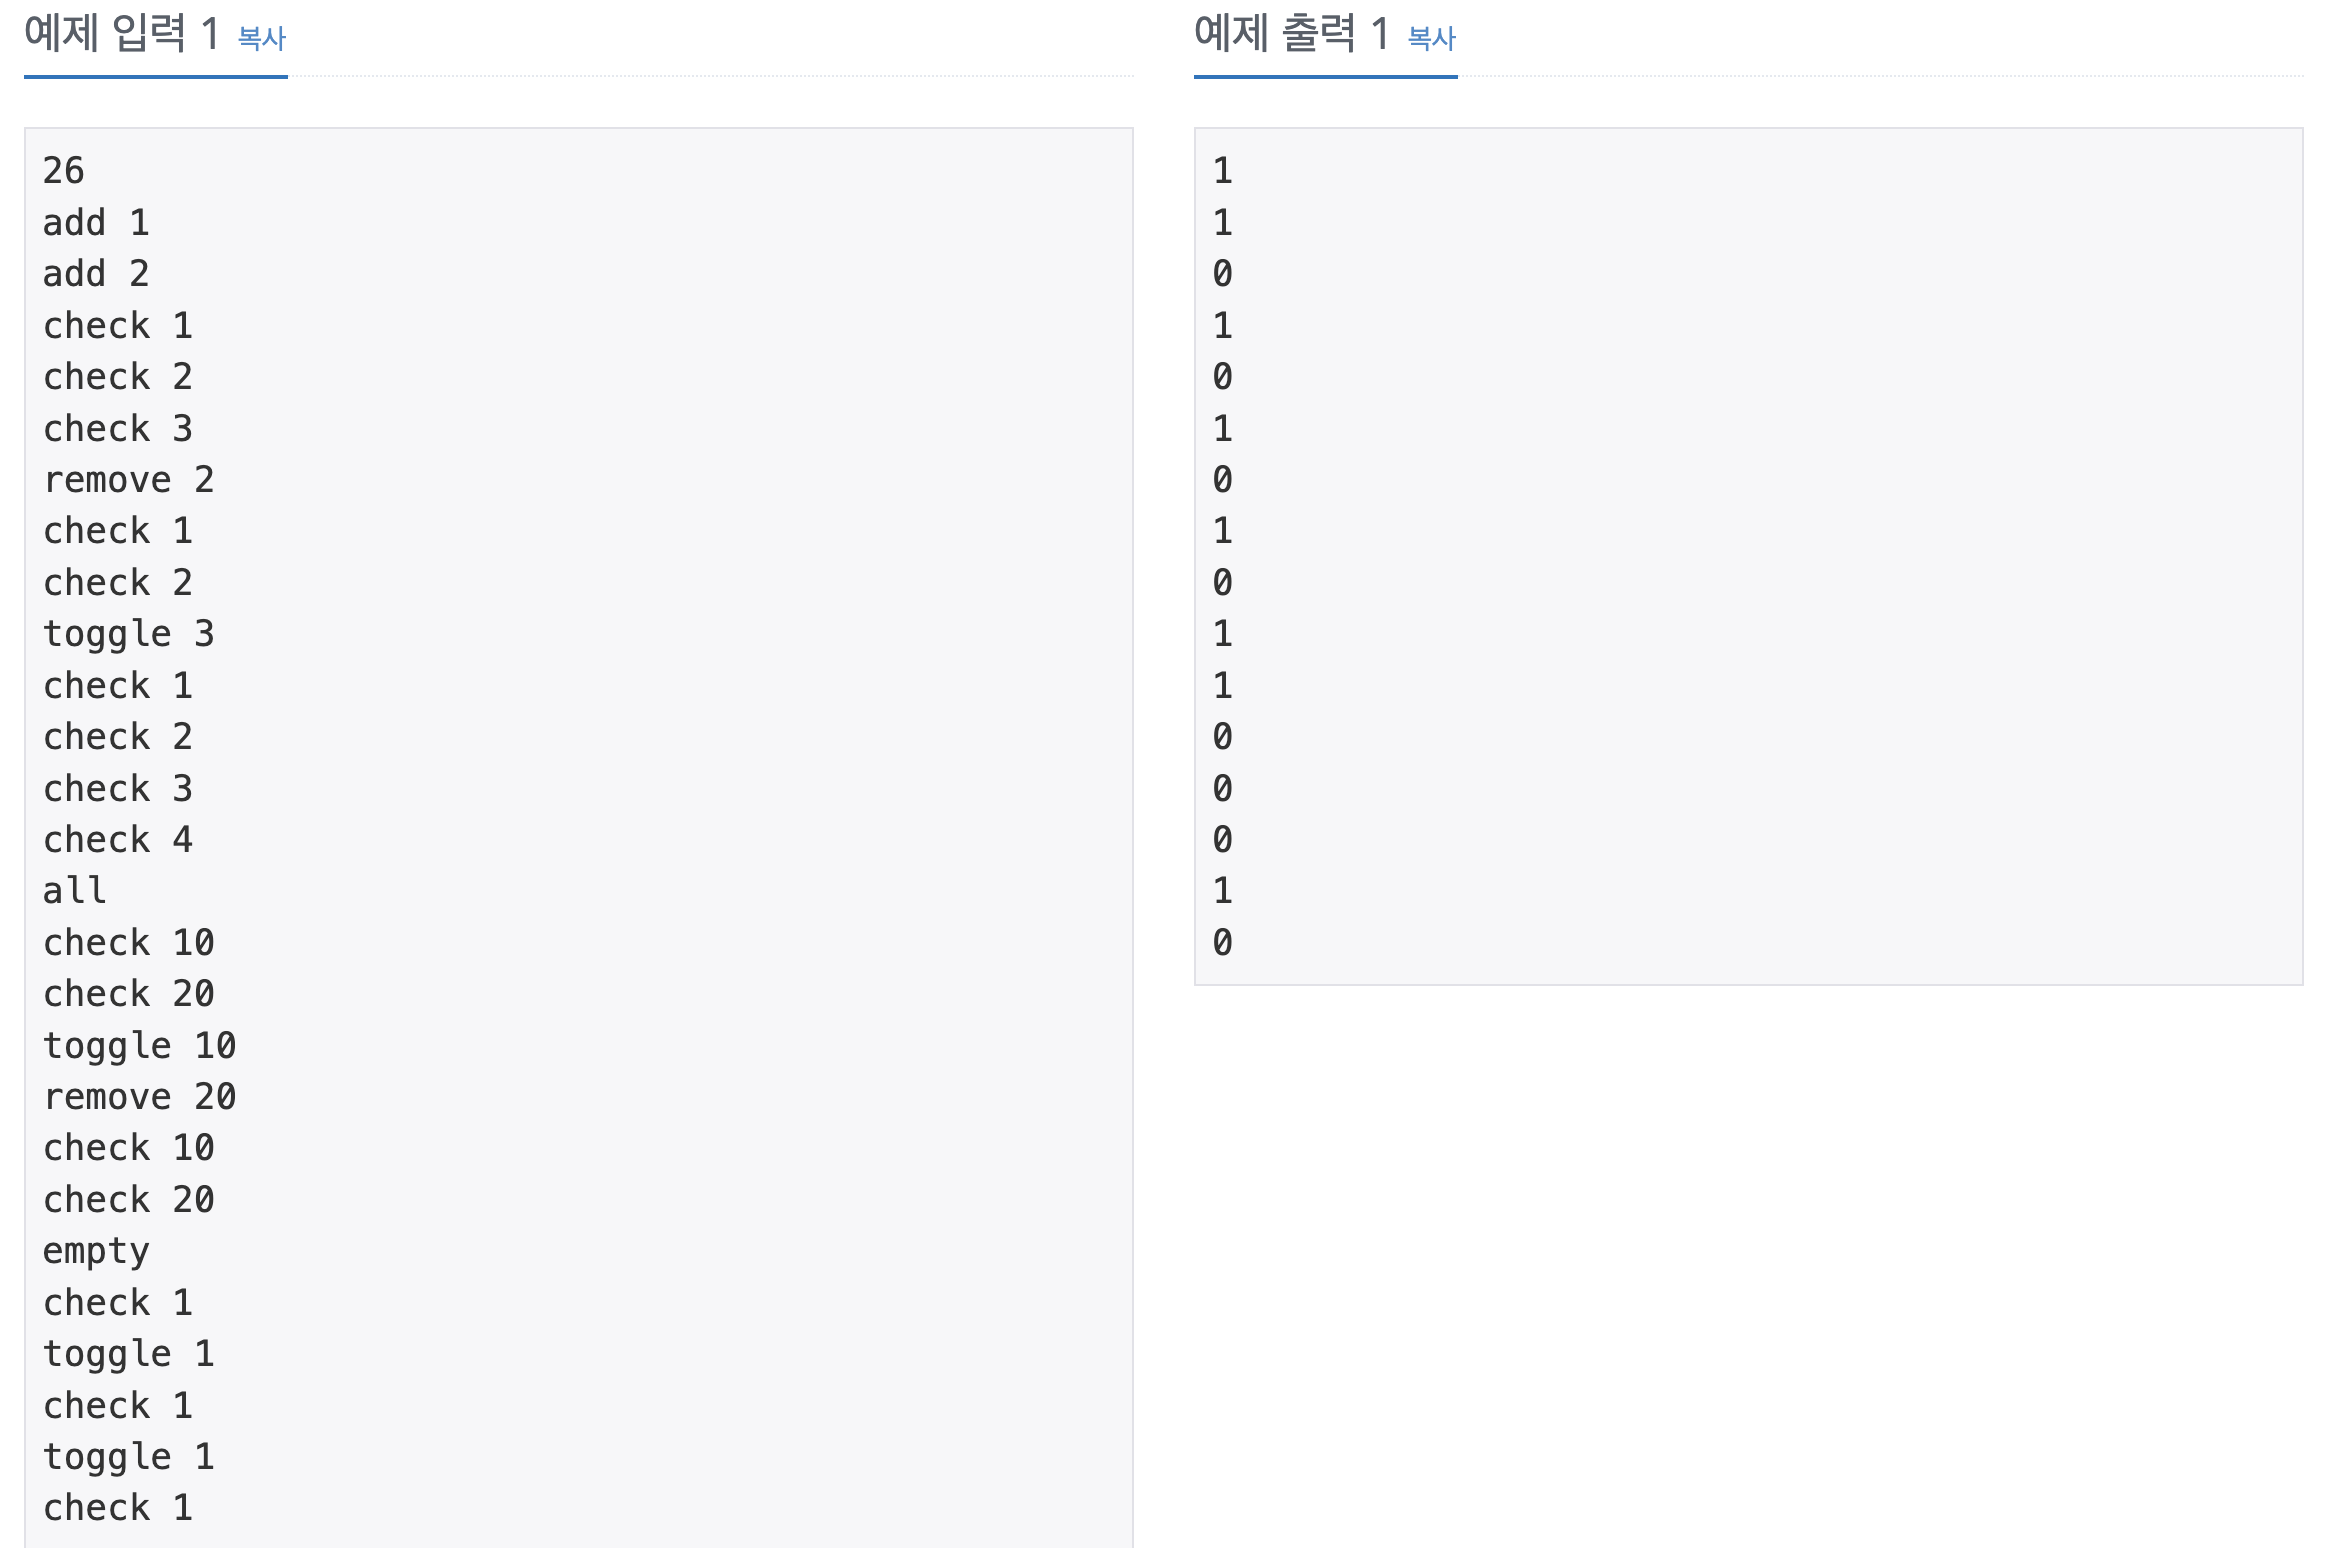 예제 입력 1 복사
26
add 1
add 2
check 1
check 2
check 3
remove 2
check 1
check 2
toggle 3
check 1
check 2
check 3
check 4
all
check 10
check 20
toggle 10
remove 20
check 10
check 20
empty
check 1
toggle 1
check 1
toggle 1
check 1
예제 출력 1 복사
1
1
0
1
0
1
0
1
0
1
1
0
0
0
1
0